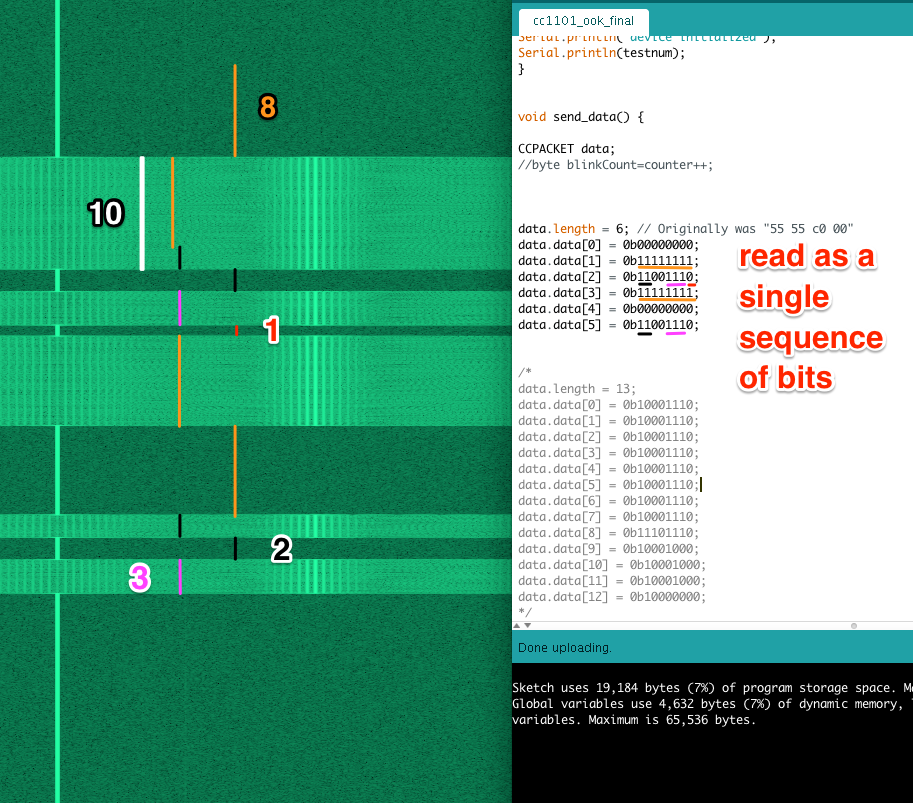 8
10
1
2
3
cc1101_ook_final
Serial.println("device initialized");
Serial.println(testnum);
}
void send_data() {
CCPACKET data;
//byte blinkCount=counter++;
data.length = 6; // Originally was "55 55 c0 00"
data.data[0] = 0b00000000;
data.data[1] = 0b11111111;
data.data[2] = 0b11001110;
data.data[3] = 0b11111111;
data.data[4] = 0b00000000;
data.data[5] = 0b11001110;
read as a
single
sequence
of bits
/*
data.length = 13;
data.data[0] = 0b10001110;
data.data[1] = 0b10001110;
data.data[2] = 0b10001110;
data.data[3] = 0b10001110;
data.data[4] = 0b10001110;
data.data[5] = 0b10001110;
data.data[6] = 0b10001110;
data.data[7] = 0b10001110;
data.data[8] = 0b11101110;
data.data[9] = 0b10001000;
data.data[10] = 0b10001000;
data.data[11] = 0b10001000;
data.data[12] = 0b10000000;
*/
Done uploading.
Sketch uses 19,184 bytes (7%) of program storage space.
Global variables use 4,632 bytes (7%) of dynamic memory,
variables. Maximum is 65,536 bytes.